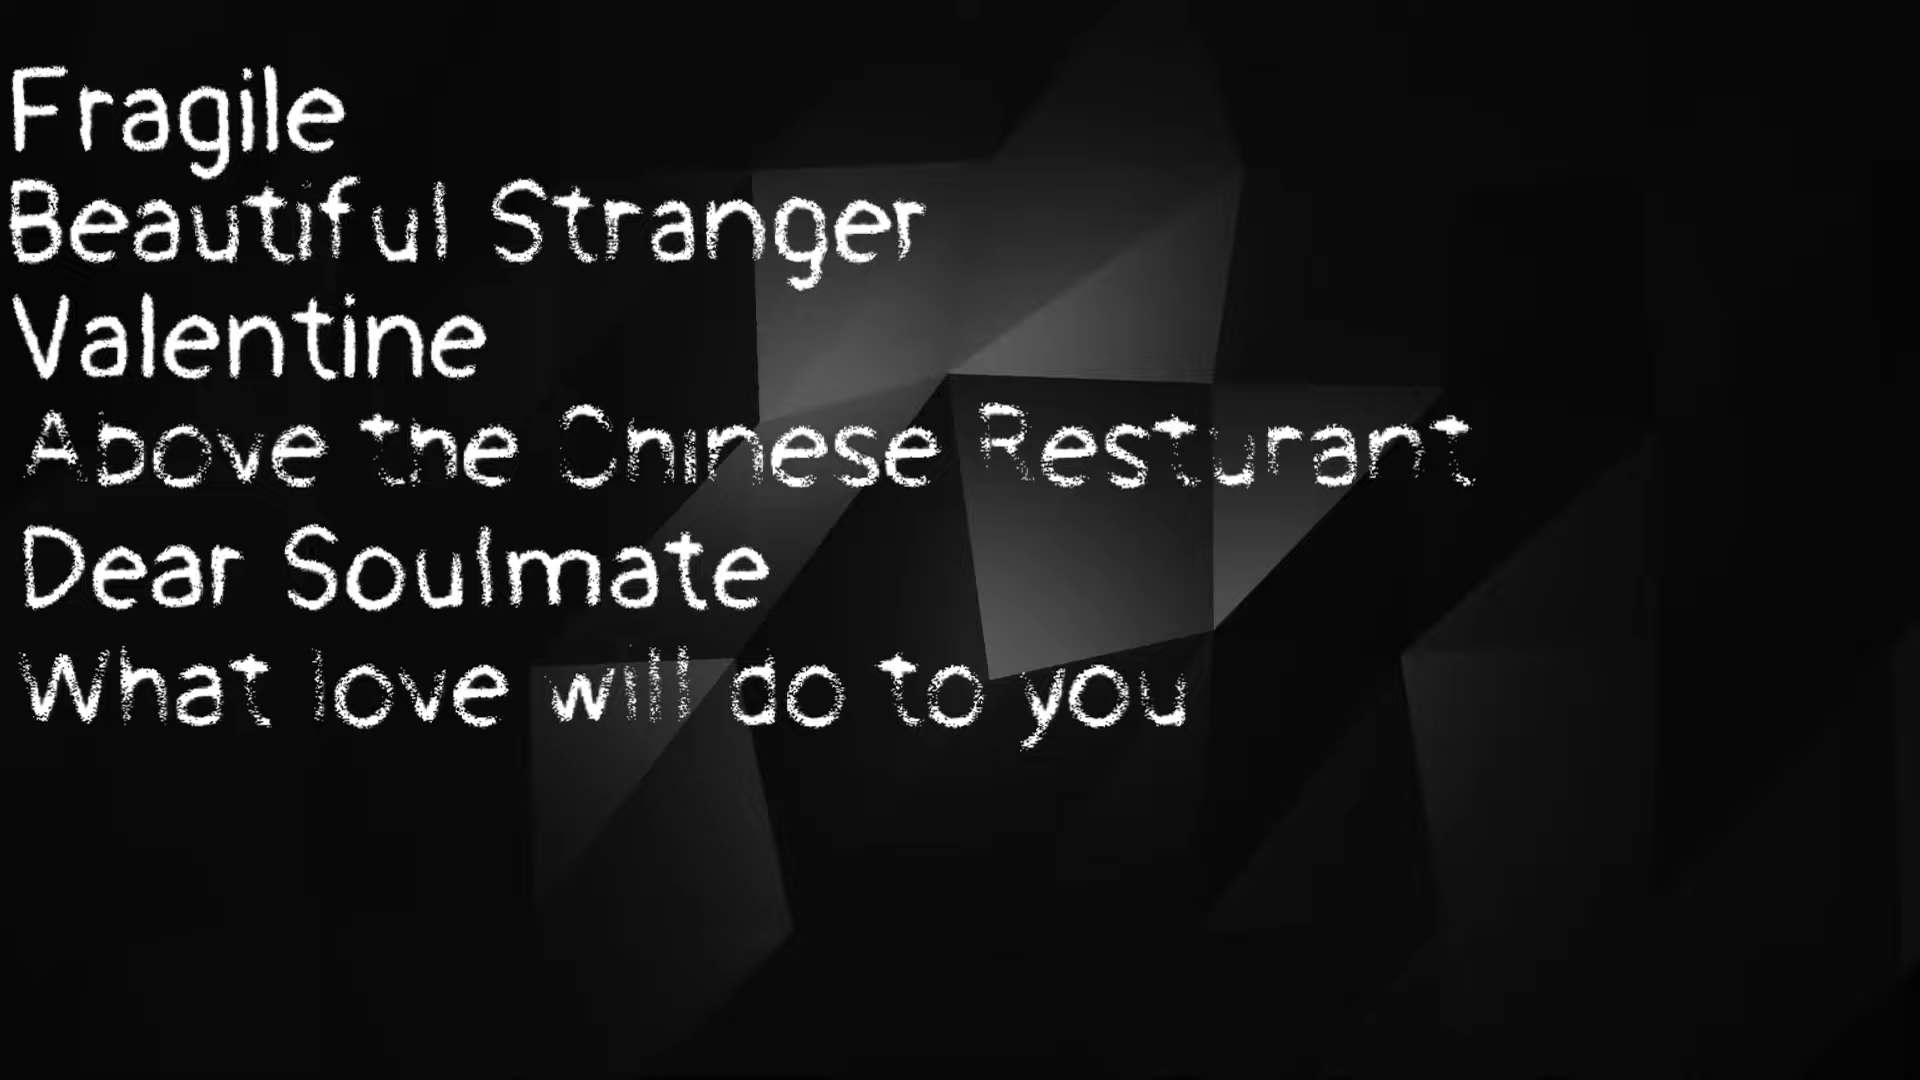 Fragile
Beautiful Stranger
Valentine
Above the Chinese Resturant
Dear Soulmate
What love will do to you